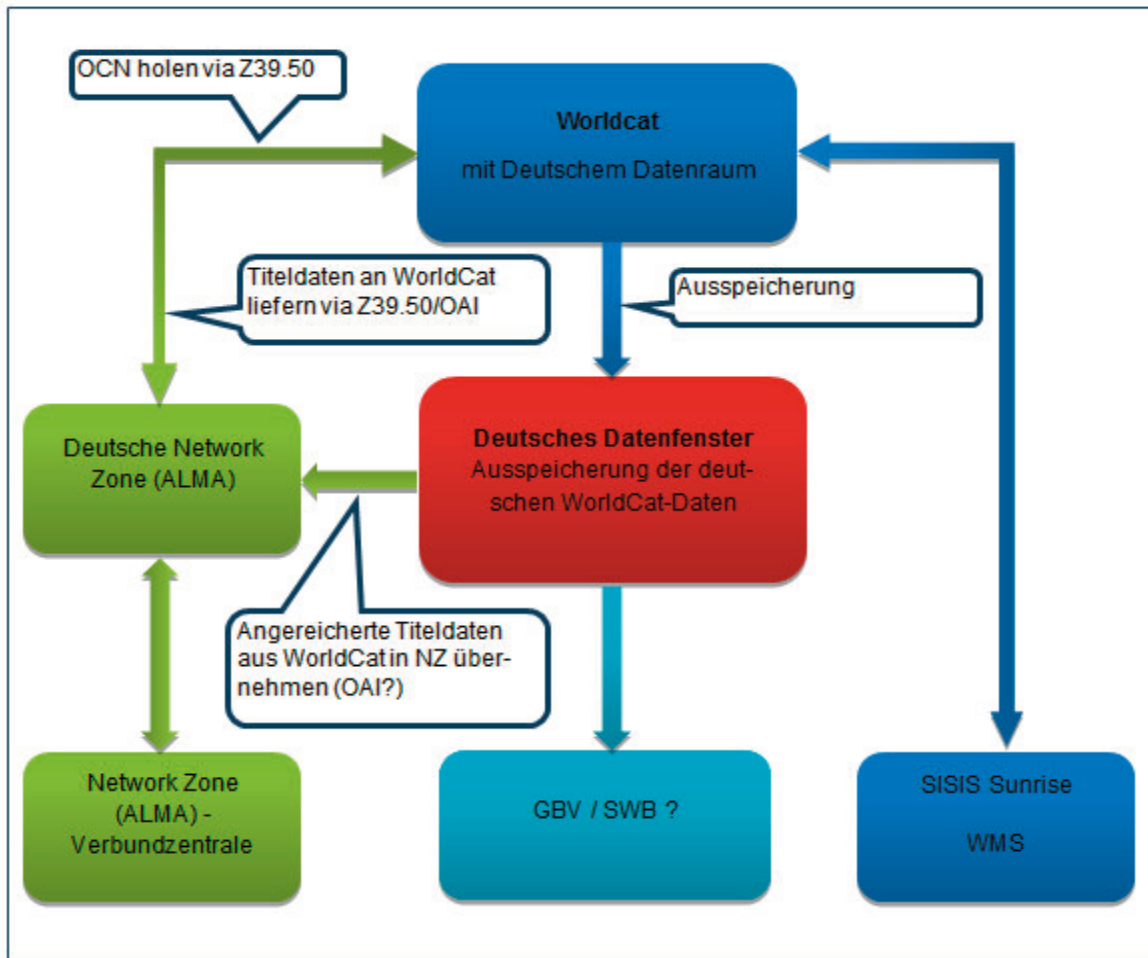 OCN holen via Z39.50
Worldcat
mit Deutschem Datenraum
Titeldaten an WorldCat
liefern via Z39.50/OAI
Ausspeicherung
Deutsche Network
Zone (ALMA)
Deutsches Datenfenster
Ausspeicherung der deut-
schen WorldCat-Daten
Angereicherte Titeldaten
aus WorldCat in NZ über-
nehmen (OAI?)
Network Zone
(ALMA) -
Verbundzentrale
GBV / SWB ?
SISIS Sunrise
WMS